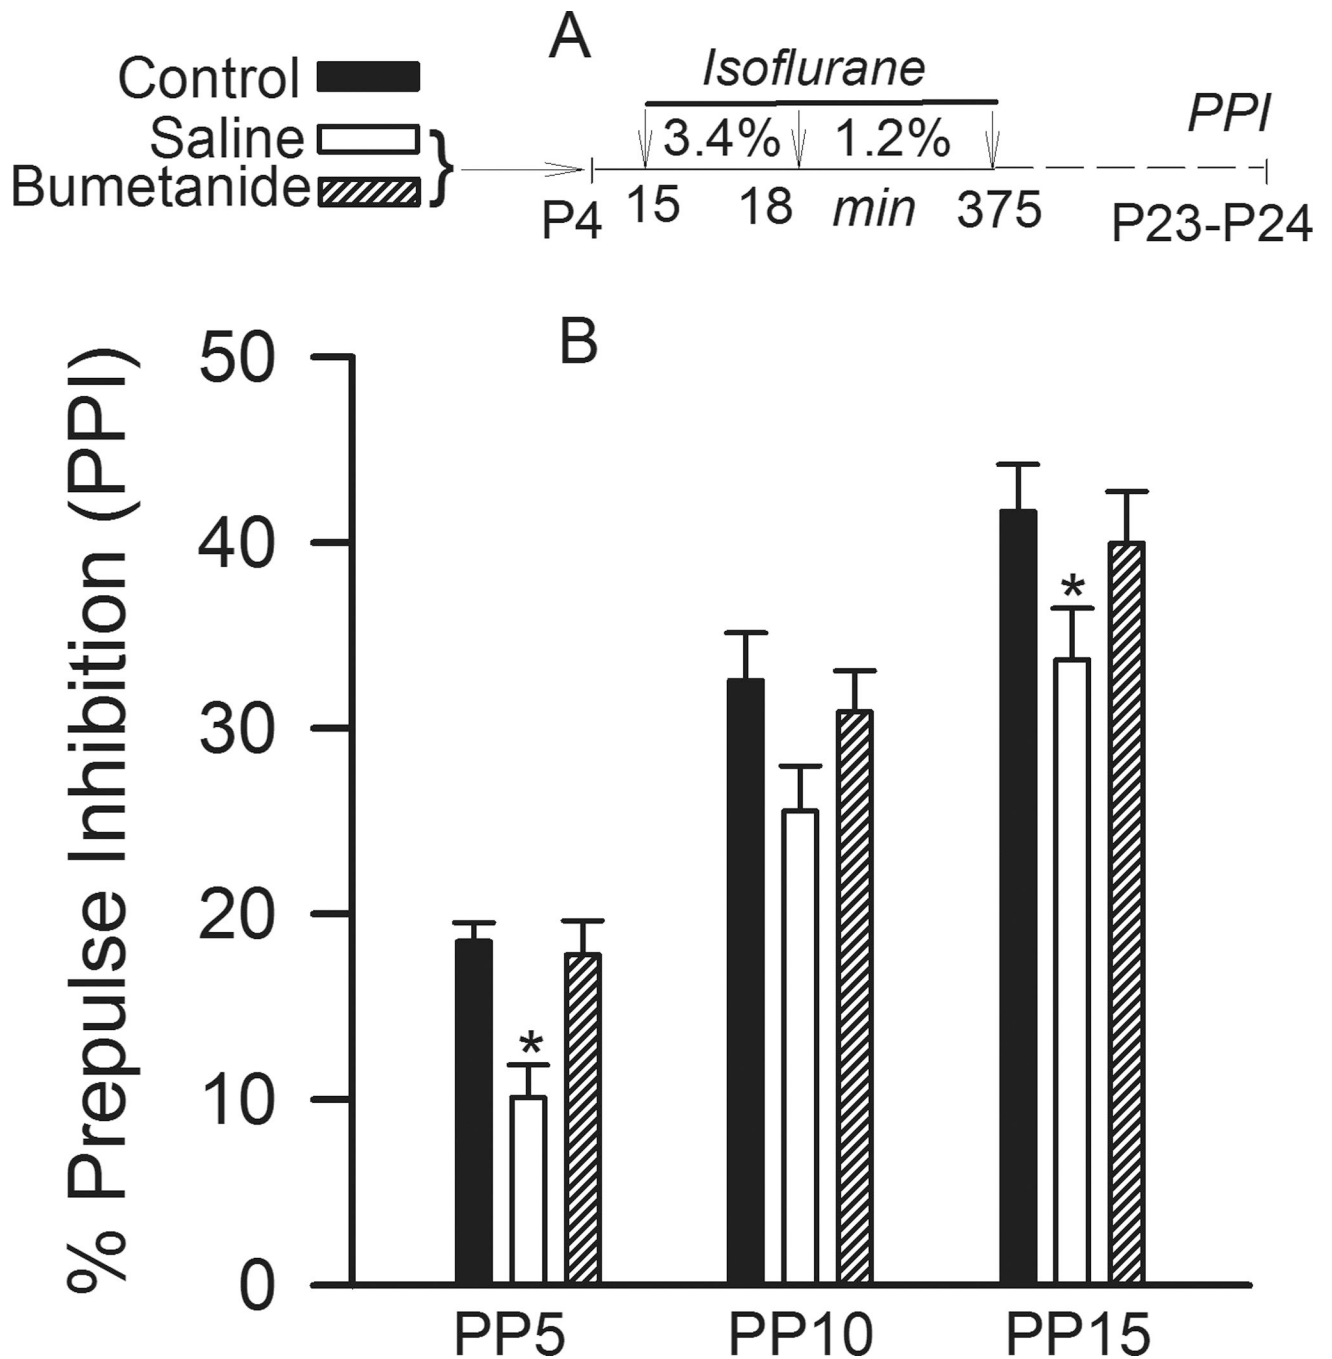 A
Control
Saline
Bumetanide
}
Isoflurane
3.4%
1.2%
PPI
P4
15
18
min
375
P23-P24
B
% Prepulse Inhibition (PPI)
50
40
30
20
10
0
*
*
PP5
PP10
PP15